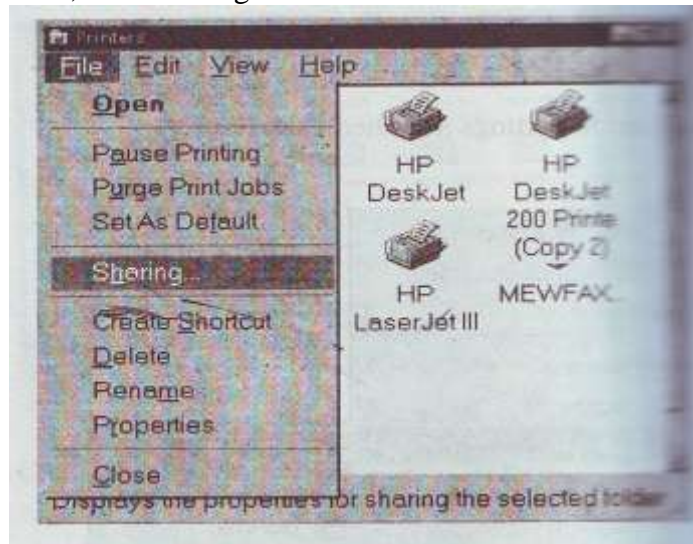 Printers
File Edit View Help
Open
Pause Printing
Purge Print Jobs
Set As Default
Sharing...
Create Shortcut
Delete
Rename
Properties
Close
HP
DeskJet
HP
DeskJet
200 Printe
(Copy 2)
HP
LaserJet III
MEWFAX..
Displays the properties for sharing the selected folder